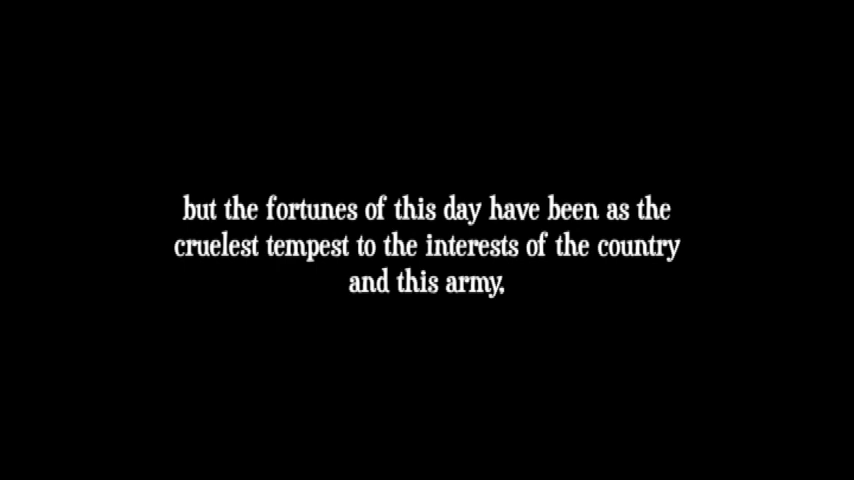 but the fortunes of this day have been as the
cruelest tempest to the interests of the country
and this army,